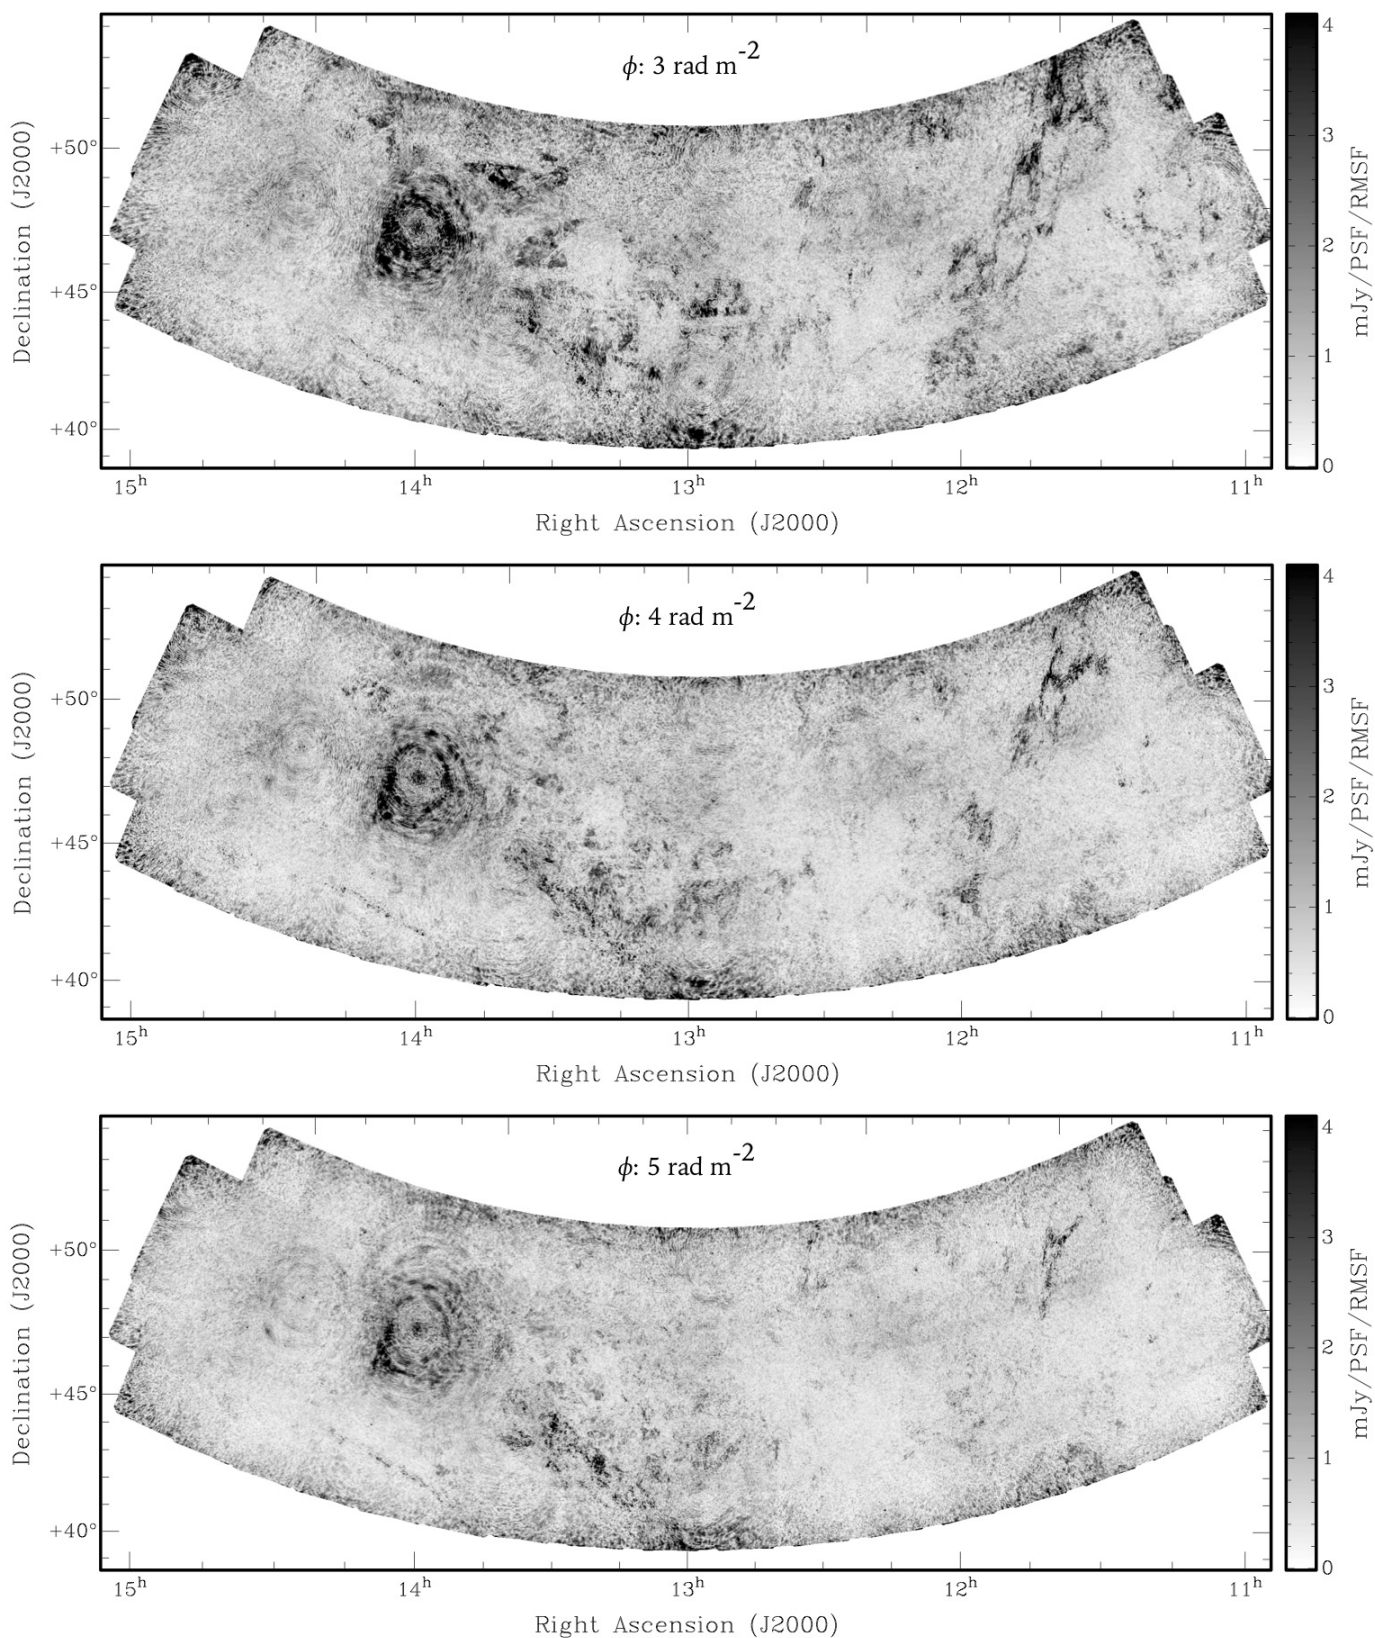 ϕ: 3 rad m-2
+50°
+45°
+40°
Declination (J2000)
15h 14h 13h 12h 11h
Right Ascension (J2000)
4
3
2
1
0
mJy/PSF/RMSF
ϕ: 4 rad m-2
+50°
+45°
+40°
Declination (J2000)
15h 14h 13h 12h 11h
Right Ascension (J2000)
4
3
2
1
0
mJy/PSF/RMSF
ϕ: 5 rad m-2
+50°
+45°
+40°
Declination (J2000)
15h 14h 13h 12h 11h
Right Ascension (J2000)
4
3
2
1
0
mJy/PSF/RMSF